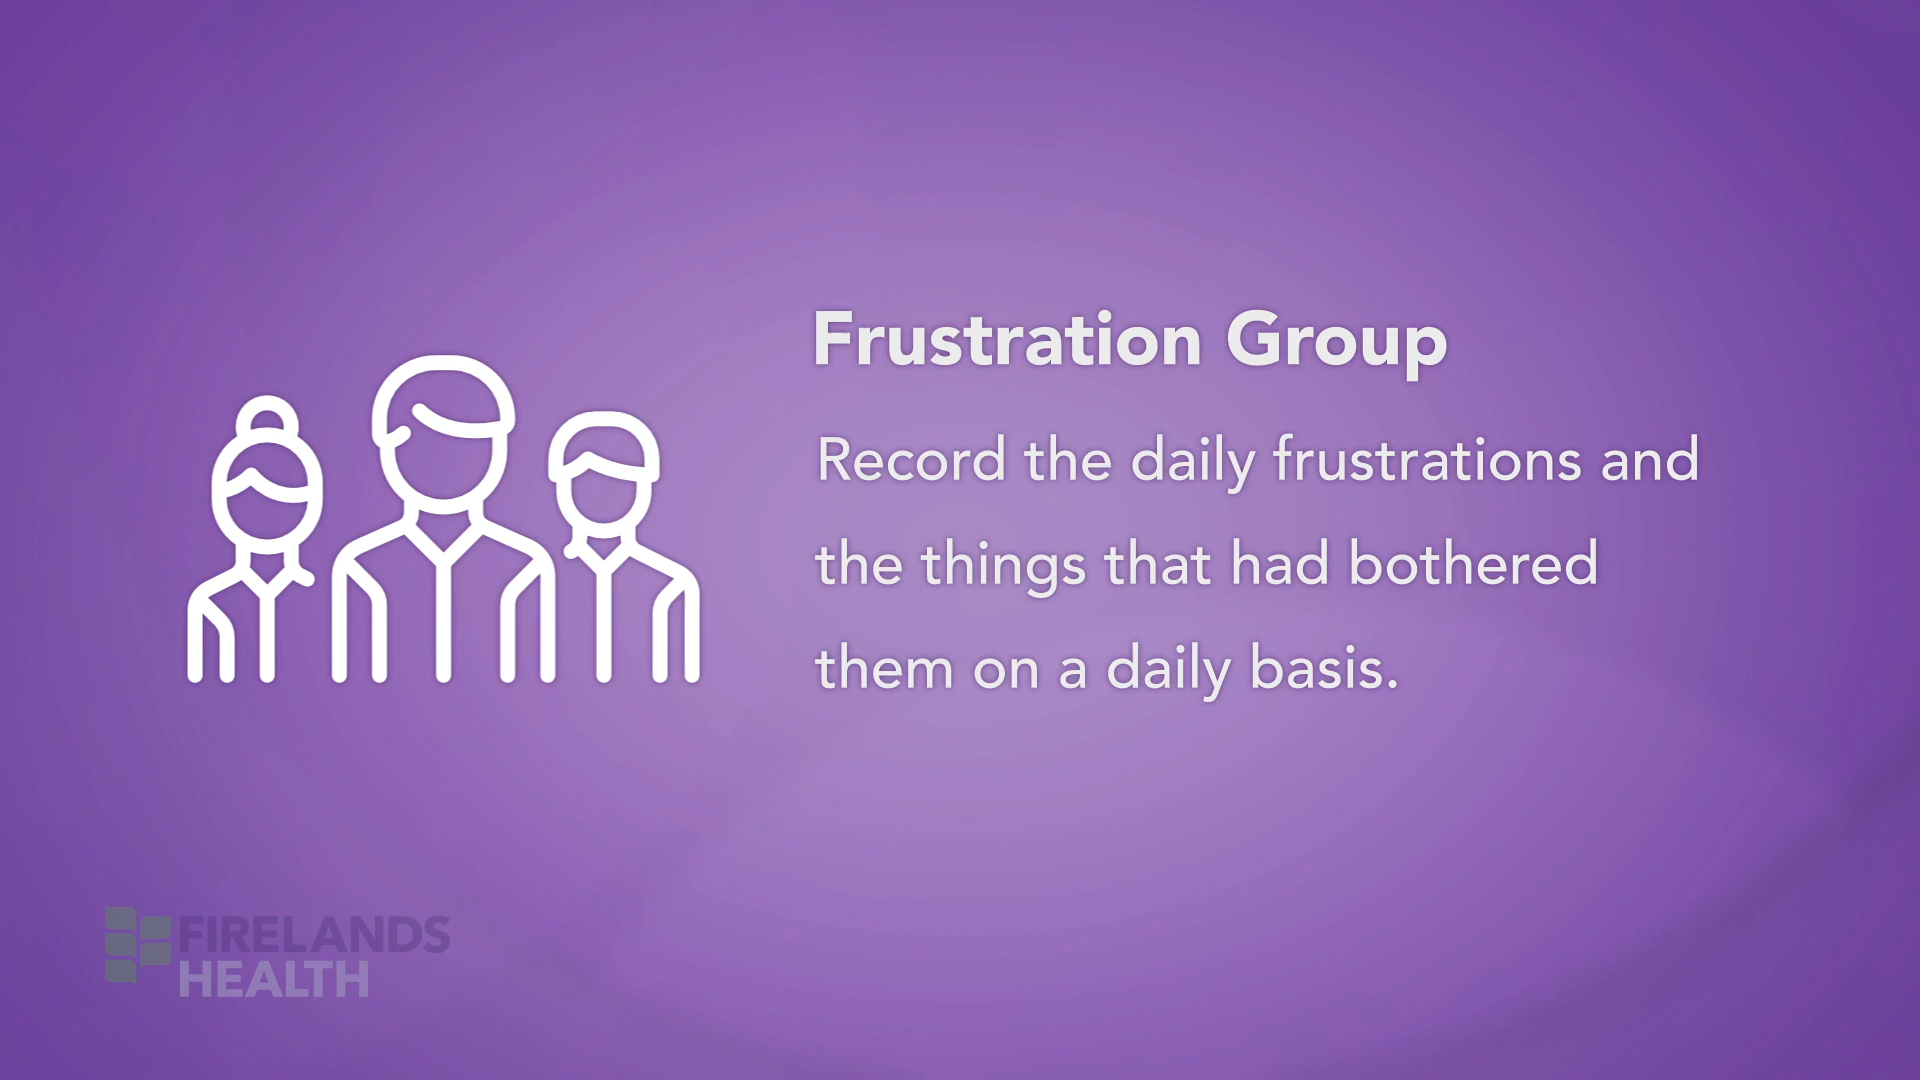 Frustration Group
Record the daily frustrations and
the things that had bothered
them on a daily basis.
FIRELANDS
HEALTH